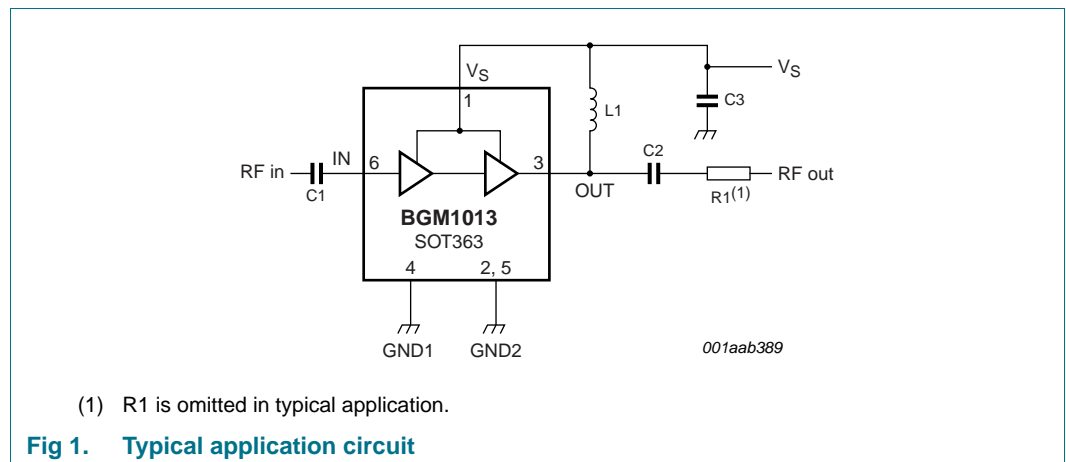 VS
VS
1
C3
L1
C2
IN
6
3
RF in
RF out
C1
OUT
R1(1)
BGM1013
SOT363
4
2, 5
GND1
GND2
001aab389
(1) R1 is omitted in typical application.
Fig 1. Typical application circuit